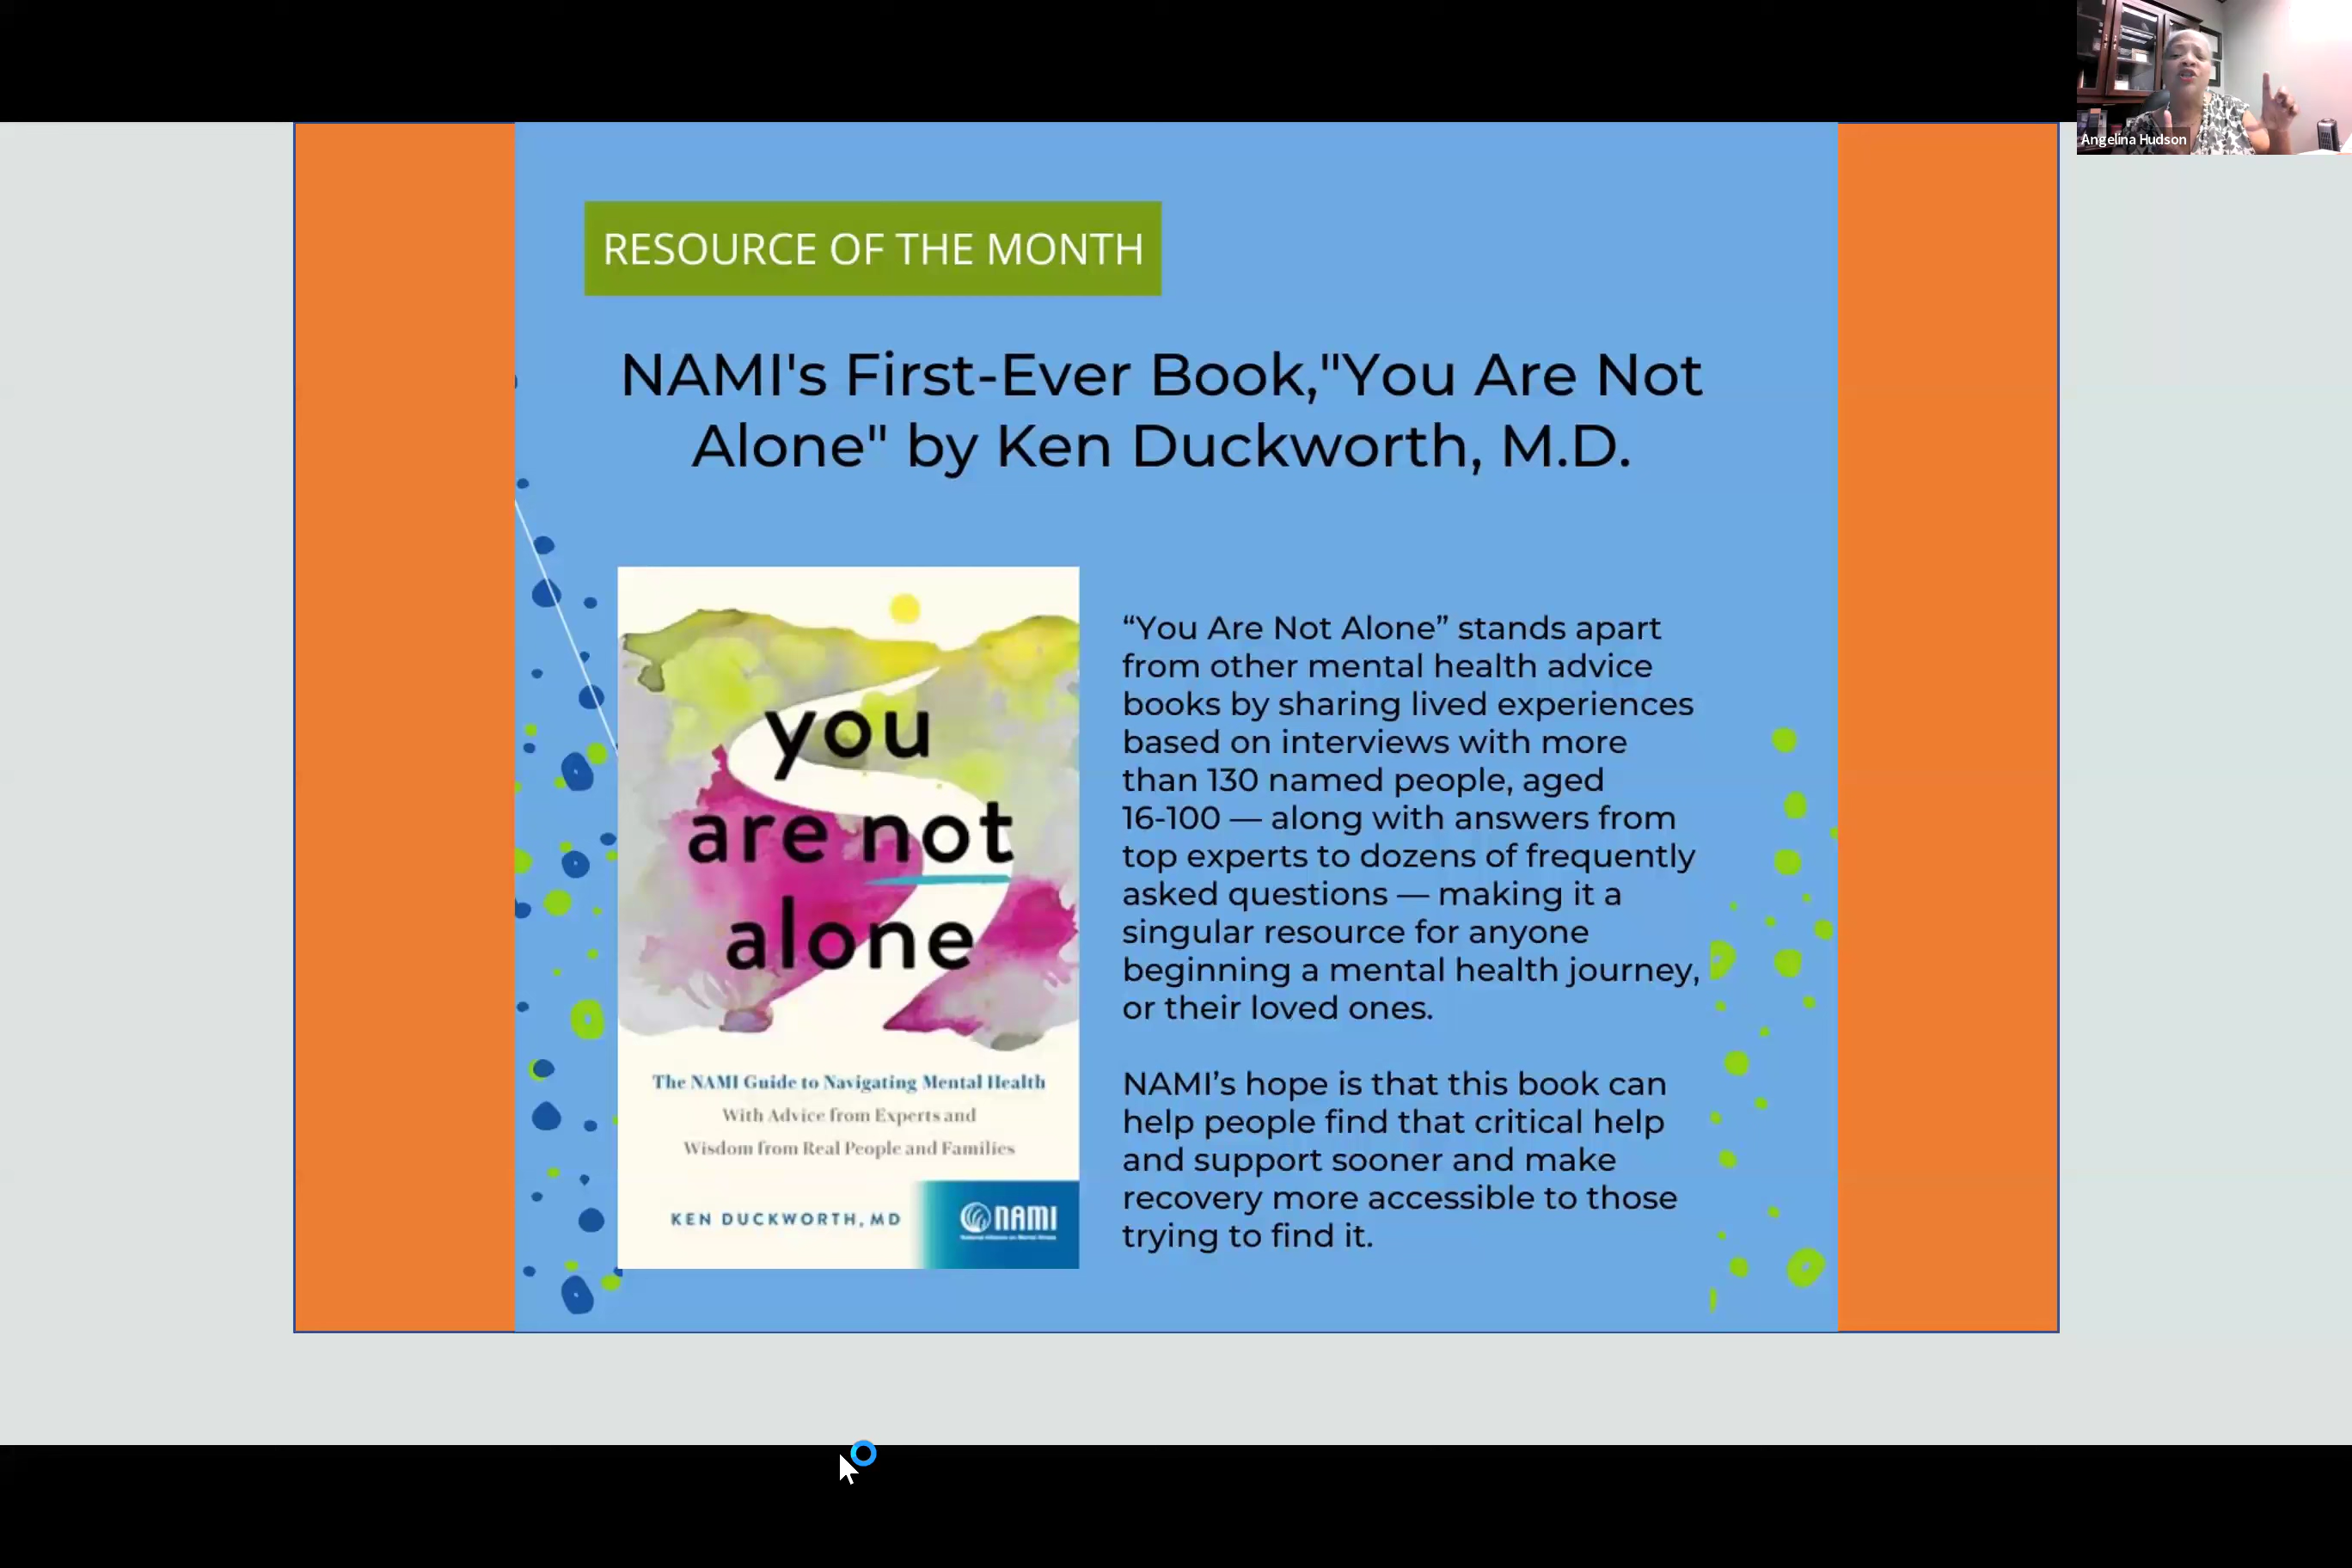 Angelina Hudson
RESOURCE OF THE MONTH
NAMI's First-Ever Book,"You Are Not
Alone" by Ken Duckworth, M.D.
you
are not
alone
The NAMI Guide to Navigating Mental Health
With Advice from Experts and
Wisdom from Real People and Families
KEN DUCKWORTH, MD
NAMI
National Alliance on Mental Illness
“You Are Not Alone” stands apart
from other mental health advice
books by sharing lived experiences
based on interviews with more
than 130 named people, aged
16-100 — along with answers from
top experts to dozens of frequently
asked questions — making it a
singular resource for anyone
beginning a mental health journey,
or their loved ones.
NAMI’s hope is that this book can
help people find that critical help
and support sooner and make
recovery more accessible to those
trying to find it.